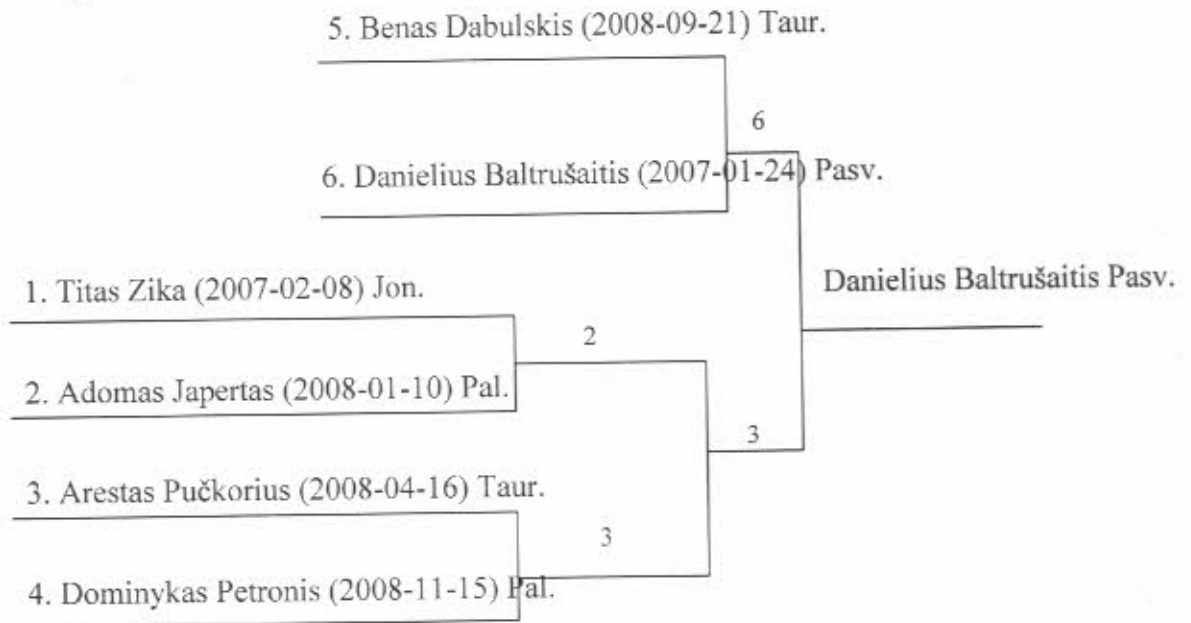 5. Benas Dabulskis (2008-09-21) Taur.
6
6. Danielius Baltrušaitis (2007-01-24) Pasv.
Danielius Baltrušaitis Pasv.
1. Titas Zika (2007-02-08) Jon.
2
2. Adomas Japertas (2008-01-10) Pal.
3
3. Arestas Pučkorius (2008-04-16) Taur.
3
4. Dominykas Petronis (2008-11-15) Pal.